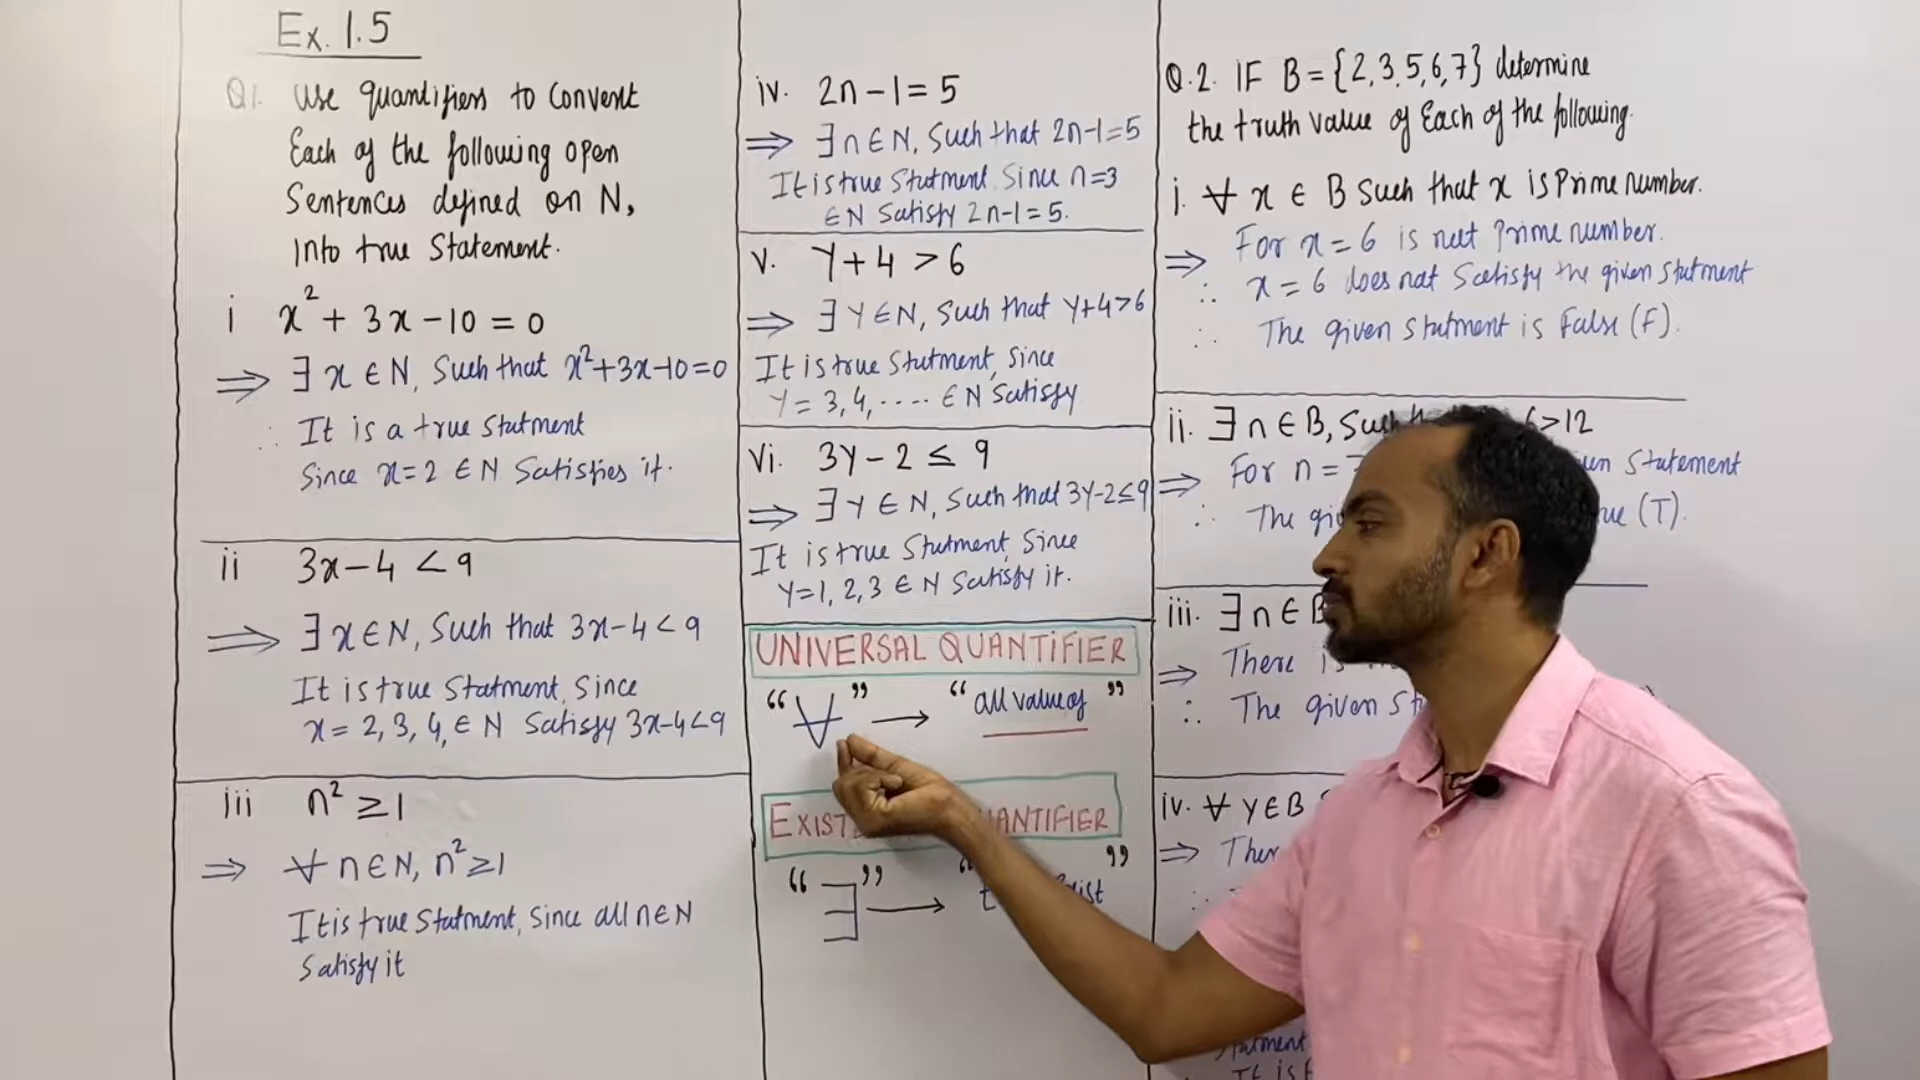 Ex. 1.5
Q1. Use quantifiers to Convert
Each of the following open
Sentences defined on N,
into true Statement.
i x² + 3x - 10 = 0
⇒ ∃ x ∈ N, Such that x²+3x-10=0
∴ It is a true Statment
Since x=2 ∈ N Satisfies it.
ii 3x - 4 < 9
⇒ ∃ x ∈ N, Such that 3x-4 < 9
It is true Statment, Since
x = 2, 3, 4, ∈ N Satisfy 3x-4<9
iii n² ≥ 1
⇒ ∀ n ∈ N, n² ≥ 1
It is true Statment, Since all n ∈ N
Satisfy it
iv. 2n - 1 = 5
⇒ ∃ n ∈ N, Such that 2n-1=5
It is true Statment, Since n=3
∈ N Satisfy 2n-1=5.
v. Y + 4 > 6
⇒ ∃ Y ∈ N, Such that Y+4>6
It is true Statment, Since
Y = 3, 4, .... ∈ N Satisfy
vi. 3Y - 2 ≤ 9
⇒ ∃ Y ∈ N, Such that 3Y-2≤9
It is true Statment, Since
Y=1, 2, 3 ∈ N Satisfy it.
UNIVERSAL QUANTIFIER
“ ∀ ” → “ all value of ”
QUANTIFIER
“ ∃ ” →
Q.2. IF B = {2, 3, 5, 6, 7} determine
the truth value of Each of the following.
i. ∀ x ∈ B Such that x is Prime number.
⇒ For x = 6 is not Prime number.
∴ x = 6 does not Satisfy the given Statment
∴ The given Statment is False (F).
ii. ∃ n ∈ B, Such 6 > 12
⇒ For n = Statement
∴ The (T).
iii. ∃ n ∈ B
⇒ There
∴ The given
iv. ∀ Y ∈ B
⇒